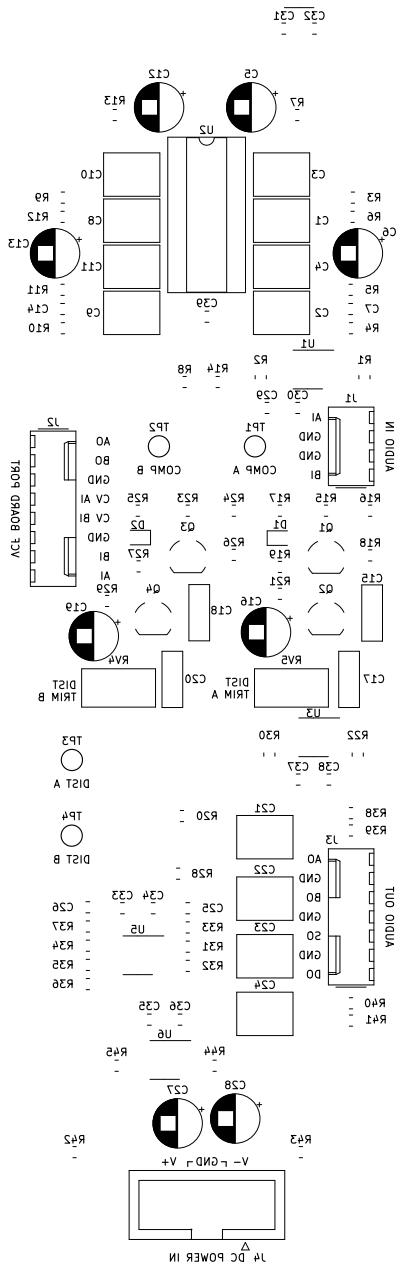 C31 C32
C12 C5
R13 R7
U2
C10 C3
R9 R3
R12 C8 C1 R6
C13 C6
C11 C4
R11 R5
C14 C9 C39 C2 C7
R10 R4
U1
R8 R14 R2 R1
C29 C30 J1
J2 TP2 TP1 AI
AO GND AUDIO IN
BO COMP B COMP A GND
GND BI
VCF BOARD PORT
CV AI R25 R23 R24 R17 R15 R16
CV BI
GND D2 Q3 R26 D1 Q1 R18
BI R27 R19
AI
R29 Q4 R21 Q2 C15
C19 C18 C16
RV4 C20 RV5 C17
DIST TRIM B
DIST TRIM A
U3
TP3 R30 R22
DIST A C37 C38
TP4 R20 C21 R38
R39
DIST B J3
AO
R28 C22 GND
C26 C33 C34 C25 BO AUDIO OUT
R37 U5 R33 C23 GND
R34 R31 SO
R35 R32 GND
R36 C24 DO
C35 C36 R40
R41
U6
R45 R44
C27 C28
R42 R43
V+ GND V-
J4 DC POWER IN